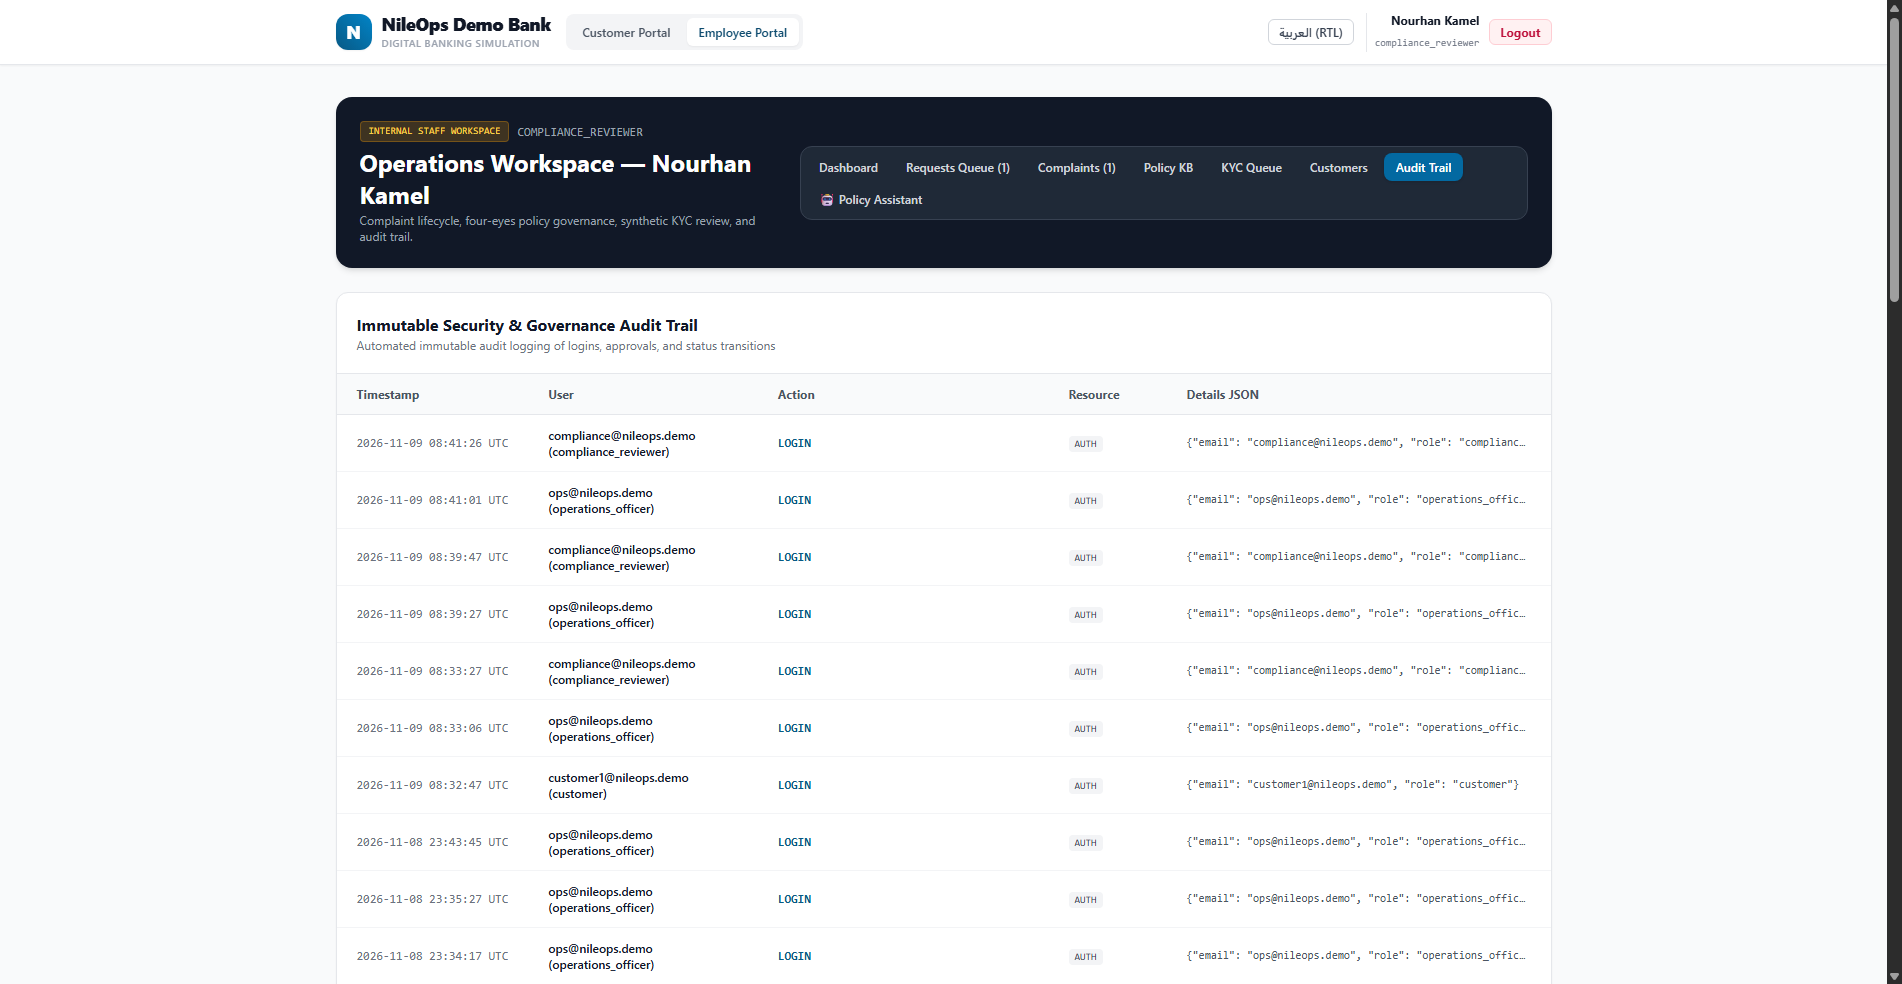 N
NileOps Demo Bank
DIGITAL BANKING SIMULATION
Customer Portal
Employee Portal
العربية (RTL)
Nourhan Kamel
compliance_reviewer
Logout
INTERNAL STAFF WORKSPACE
COMPLIANCE_REVIEWER
Operations Workspace — Nourhan
Kamel
Complaint lifecycle, four-eyes policy governance, synthetic KYC review, and
audit trail.
Dashboard
Requests Queue (1)
Complaints (1)
Policy KB
KYC Queue
Customers
Audit Trail
Policy Assistant
Immutable Security & Governance Audit Trail
Automated immutable audit logging of logins, approvals, and status transitions
Timestamp User Action Resource Details JSON
2026-11-09 08:41:26 UTC
compliance@nileops.demo
(compliance_reviewer)
LOGIN
AUTH
{"email": "compliance@nileops.demo", "role": "complianc…
2026-11-09 08:41:01 UTC
ops@nileops.demo
(operations_officer)
LOGIN
AUTH
{"email": "ops@nileops.demo", "role": "operations_offic…
2026-11-09 08:39:47 UTC
compliance@nileops.demo
(compliance_reviewer)
LOGIN
AUTH
{"email": "compliance@nileops.demo", "role": "complianc…
2026-11-09 08:39:27 UTC
ops@nileops.demo
(operations_officer)
LOGIN
AUTH
{"email": "ops@nileops.demo", "role": "operations_offic…
2026-11-09 08:33:27 UTC
compliance@nileops.demo
(compliance_reviewer)
LOGIN
AUTH
{"email": "compliance@nileops.demo", "role": "complianc…
2026-11-09 08:33:06 UTC
ops@nileops.demo
(operations_officer)
LOGIN
AUTH
{"email": "ops@nileops.demo", "role": "operations_offic…
2026-11-09 08:32:47 UTC
customer1@nileops.demo
(customer)
LOGIN
AUTH
{"email": "customer1@nileops.demo", "role": "customer"}
2026-11-08 23:43:45 UTC
ops@nileops.demo
(operations_officer)
LOGIN
AUTH
{"email": "ops@nileops.demo", "role": "operations_offic…
2026-11-08 23:35:27 UTC
ops@nileops.demo
(operations_officer)
LOGIN
AUTH
{"email": "ops@nileops.demo", "role": "operations_offic…
2026-11-08 23:34:17 UTC
ops@nileops.demo
(operations_officer)
LOGIN
AUTH
{"email": "ops@nileops.demo", "role": "operations_offic…